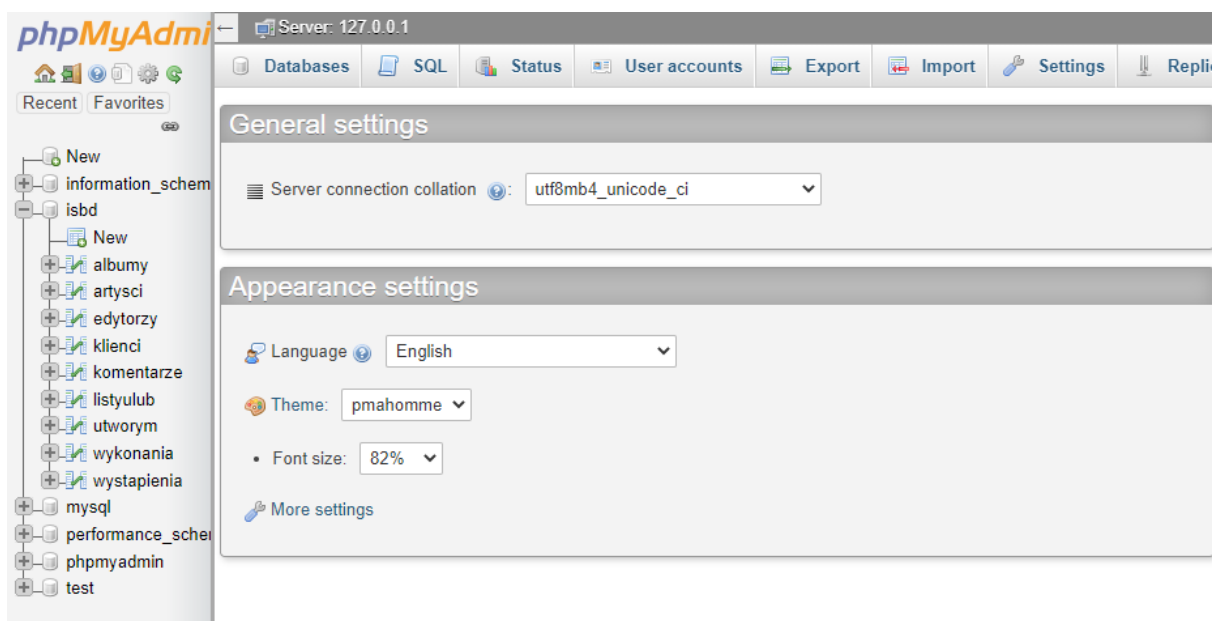 phpMyAdmi
Recent Favorites
New
information_schem
isbd
New
albumy
artysci
edytorzy
klienci
komentarze
listyulub
utworym
wykonania
wystapienia
mysql
performance_scher
phpmyadmin
test
Server: 127.0.0.1
Databases SQL Status User accounts Export Import Settings Repli
General settings
Server connection collation : utf8mb4_unicode_ci
Appearance settings
Language English
Theme: pmahomme
• Font size: 82%
More settings